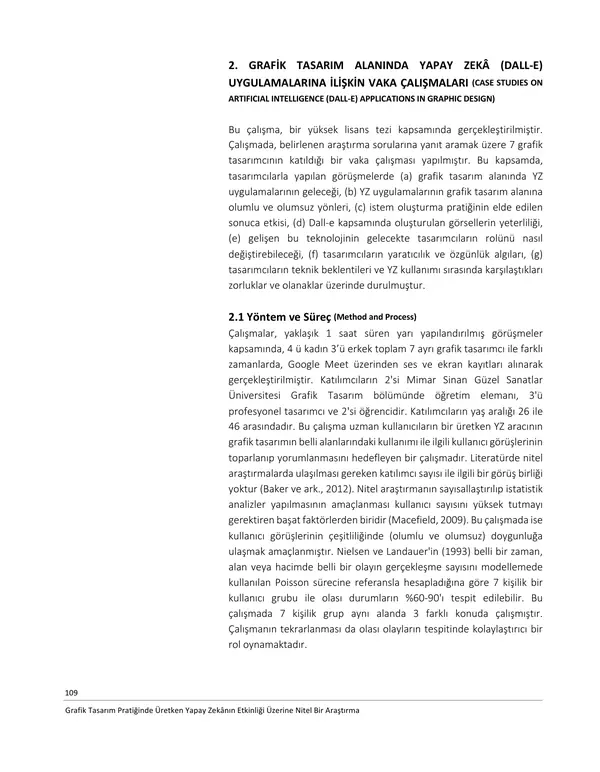 2. GRAFİK TASARIM ALANINDA YAPAY ZEKÂ (DALL-E)
UYGULAMALARINA İLİŞKİN VAKA ÇALIŞMALARI (CASE STUDIES ON
ARTIFICIAL INTELLIGENCE (DALL-E) APPLICATIONS IN GRAPHIC DESIGN)
Bu çalışma, bir yüksek lisans tezi kapsamında gerçekleştirilmiştir.
Çalışmada, belirlenen araştırma sorularına yanıt aramak üzere 7 grafik
tasarımcının katıldığı bir vaka çalışması yapılmıştır. Bu kapsamda,
tasarımcılarla yapılan görüşmelerde (a) grafik tasarım alanında YZ
uygulamalarının geleceği, (b) YZ uygulamalarının grafik tasarım alanına
olumlu ve olumsuz yönleri, (c) istem oluşturma pratiğinin elde edilen
sonuca etkisi, (d) Dall-e kapsamında oluşturulan görsellerin yeterliliği,
(e) gelişen bu teknolojinin gelecekte tasarımcıların rolünü nasıl
değiştirebileceği, (f) tasarımcıların yaratıcılık ve özgünlük algıları, (g)
tasarımcıların teknik beklentileri ve YZ kullanımı sırasında karşılaştıkları
zorluklar ve olanaklar üzerinde durulmuştur.
2.1 Yöntem ve Süreç (Method and Process)
Çalışmalar, yaklaşık 1 saat süren yarı yapılandırılmış görüşmeler
kapsamında, 4 ü kadın 3’ü erkek toplam 7 ayrı grafik tasarımcı ile farklı
zamanlarda, Google Meet üzerinden ses ve ekran kayıtları alınarak
gerçekleştirilmiştir. Katılımcıların 2'si Mimar Sinan Güzel Sanatlar
Üniversitesi Grafik Tasarım bölümünde öğretim elemanı, 3'ü
profesyonel tasarımcı ve 2'si öğrencidir. Katılımcıların yaş aralığı 26 ile
46 arasındadır. Bu çalışma uzman kullanıcıların bir üretken YZ aracının
grafik tasarımın belli alanlarındaki kullanımı ile ilgili kullanıcı görüşlerinin
toparlanıp yorumlanmasını hedefleyen bir çalışmadır. Literatürde nitel
araştırmalarda ulaşılması gereken katılımcı sayısı ile ilgili bir görüş birliği
yoktur (Baker ve ark., 2012). Nitel araştırmanın sayısallaştırılıp istatistik
analizler yapılmasının amaçlanması kullanıcı sayısını yüksek tutmayı
gerektiren başat faktörlerden biridir (Macefield, 2009). Bu çalışmada ise
kullanıcı görüşlerinin çeşitliliğinde (olumlu ve olumsuz) doygunluğa
ulaşmak amaçlanmıştır. Nielsen ve Landauer'in (1993) belli bir zaman,
alan veya hacimde belli bir olayın gerçekleşme sayısını modellemede
kullanılan Poisson sürecine referansla hesapladığına göre 7 kişilik bir
kullanıcı grubu ile olası durumların %60-90'ı tespit edilebilir. Bu
çalışmada 7 kişilik grup aynı alanda 3 farklı konuda çalışmıştır.
Çalışmanın tekrarlanması da olası olayların tespitinde kolaylaştırıcı bir
rol oynamaktadır.
109
Grafik Tasarım Pratiğinde Üretken Yapay Zekânın Etkinliği Üzerine Nitel Bir Araştırma